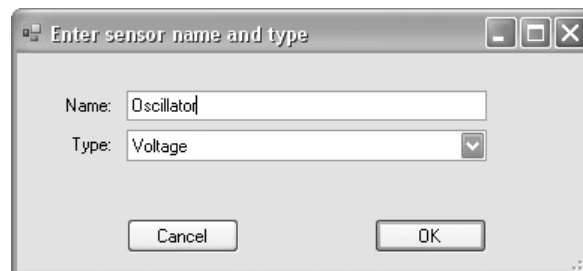 Enter sensor name and type
Name: Oscillator
Type: Voltage
Cancel OK